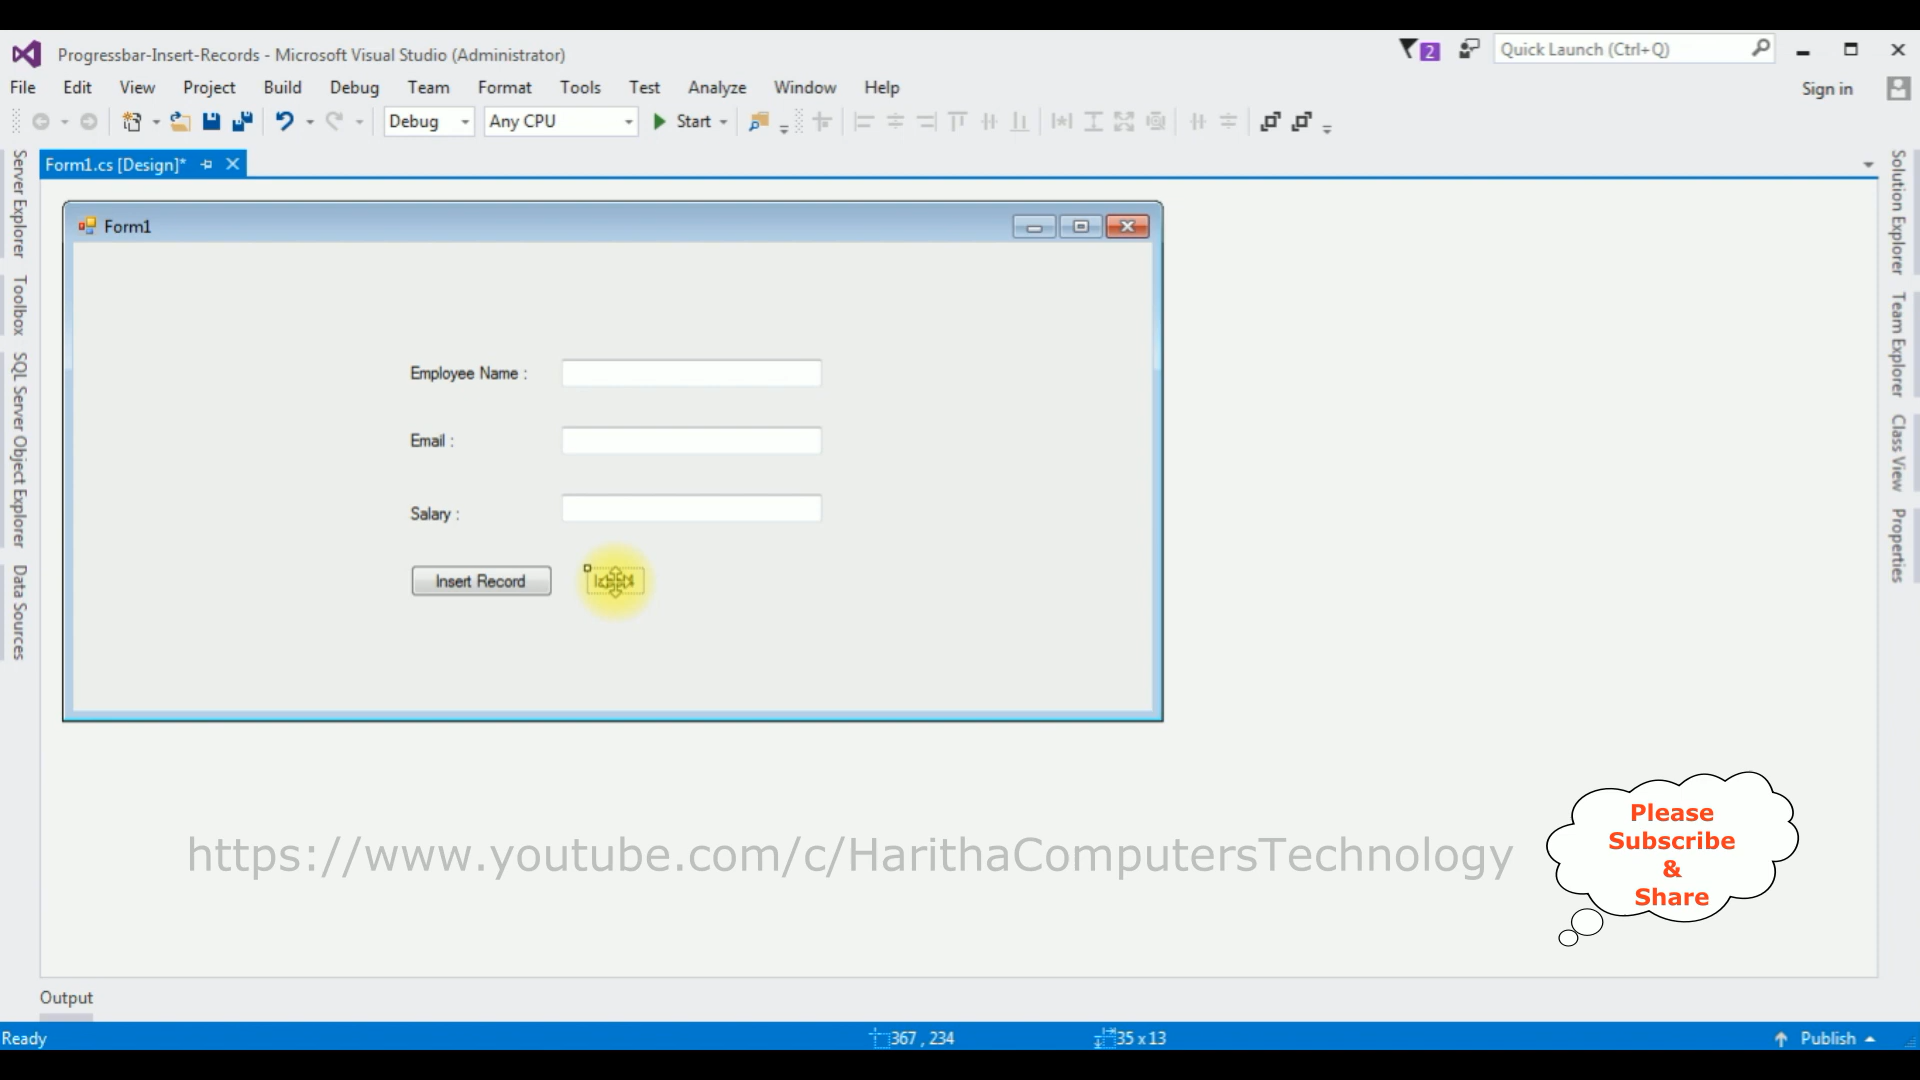 Progressbar-Insert-Records - Microsoft Visual Studio (Administrator)
2
Quick Launch (Ctrl+Q)
File Edit View Project Build Debug Team Format Tools Test Analyze Window Help
Sign in
Debug Any CPU Start
Form1.cs [Design]*
Server Explorer
Toolbox
SQL Server Object Explorer
Data Sources
Solution Explorer
Team Explorer
Class View
Properties
Form1
Employee Name :
Email :
Salary :
Insert Record
https://www.youtube.com/c/HarithaComputersTechnology
Please
Subscribe
&
Share
Output
Ready
367 , 234
35 x 13
Publish